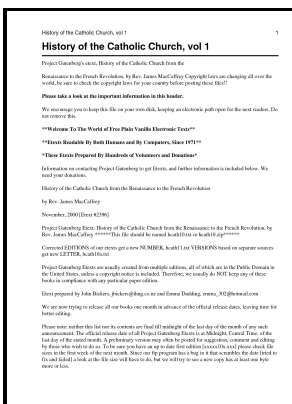 History of the Catholic Church, vol 1 1
History of the Catholic Church, vol 1
Project Gutenberg's etext, History of the Catholic Church from the
Renaissance to the French Revolution, by Rev. James MacCaffrey Copyright laws are changing all over the
world, be sure to check the copyright laws for your country before posting these files!!
Please take a look at the important information in this header.
We encourage you to keep this file on your own disk, keeping an electronic path open for the next readers. Do
not remove this.
**Welcome To The World of Free Plain Vanilla Electronic Texts**
**Etexts Readable By Both Humans and By Computers, Since 1971**
*These Etexts Prepared By Hundreds of Volunteers and Donations*
Information on contacting Project Gutenberg to get Etexts, and further information is included below. We
need your donations.
History of the Catholic Church from the Renaissance to the French Revolution
by Rev. James MacCaffrey
November, 2000 [Etext #2396]
Project Gutenberg Etext, History of the Catholic Church from the Renaissance to the French Revolution, by
Rev. James MacCaffrey ******This file should be named hcath10.txt or hcath10.zip******
Corrected EDITIONS of our etexts get a new NUMBER, hcath11.txt VERSIONS based on separate sources
get new LETTER, hcath10a.txt
Project Gutenberg Etexts are usually created from multiple editions, all of which are in the Public Domain in
the United States, unless a copyright notice is included. Therefore, we usually do NOT keep any of these
books in compliance with any particular paper edition.
Etext prepared by John Bickers, jbickers@ihug.co.nz and Emma Dudding, emma_302@hotmail.com
We are now trying to release all our books one month in advance of the official release dates, leaving time for
better editing.
Please note: neither this list nor its contents are final till midnight of the last day of the month of any such
announcement. The official release date of all Project Gutenberg Etexts is at Midnight, Central Time, of the
last day of the stated month. A preliminary version may often be posted for suggestion, comment and editing
by those who wish to do so. To be sure you have an up to date first edition [xxxxx10x.xxx] please check file
sizes in the first week of the next month. Since our ftp program has a bug in it that scrambles the date [tried to
fix and failed] a look at the file size will have to do, but we will try to see a new copy has at least one byte
more or less.